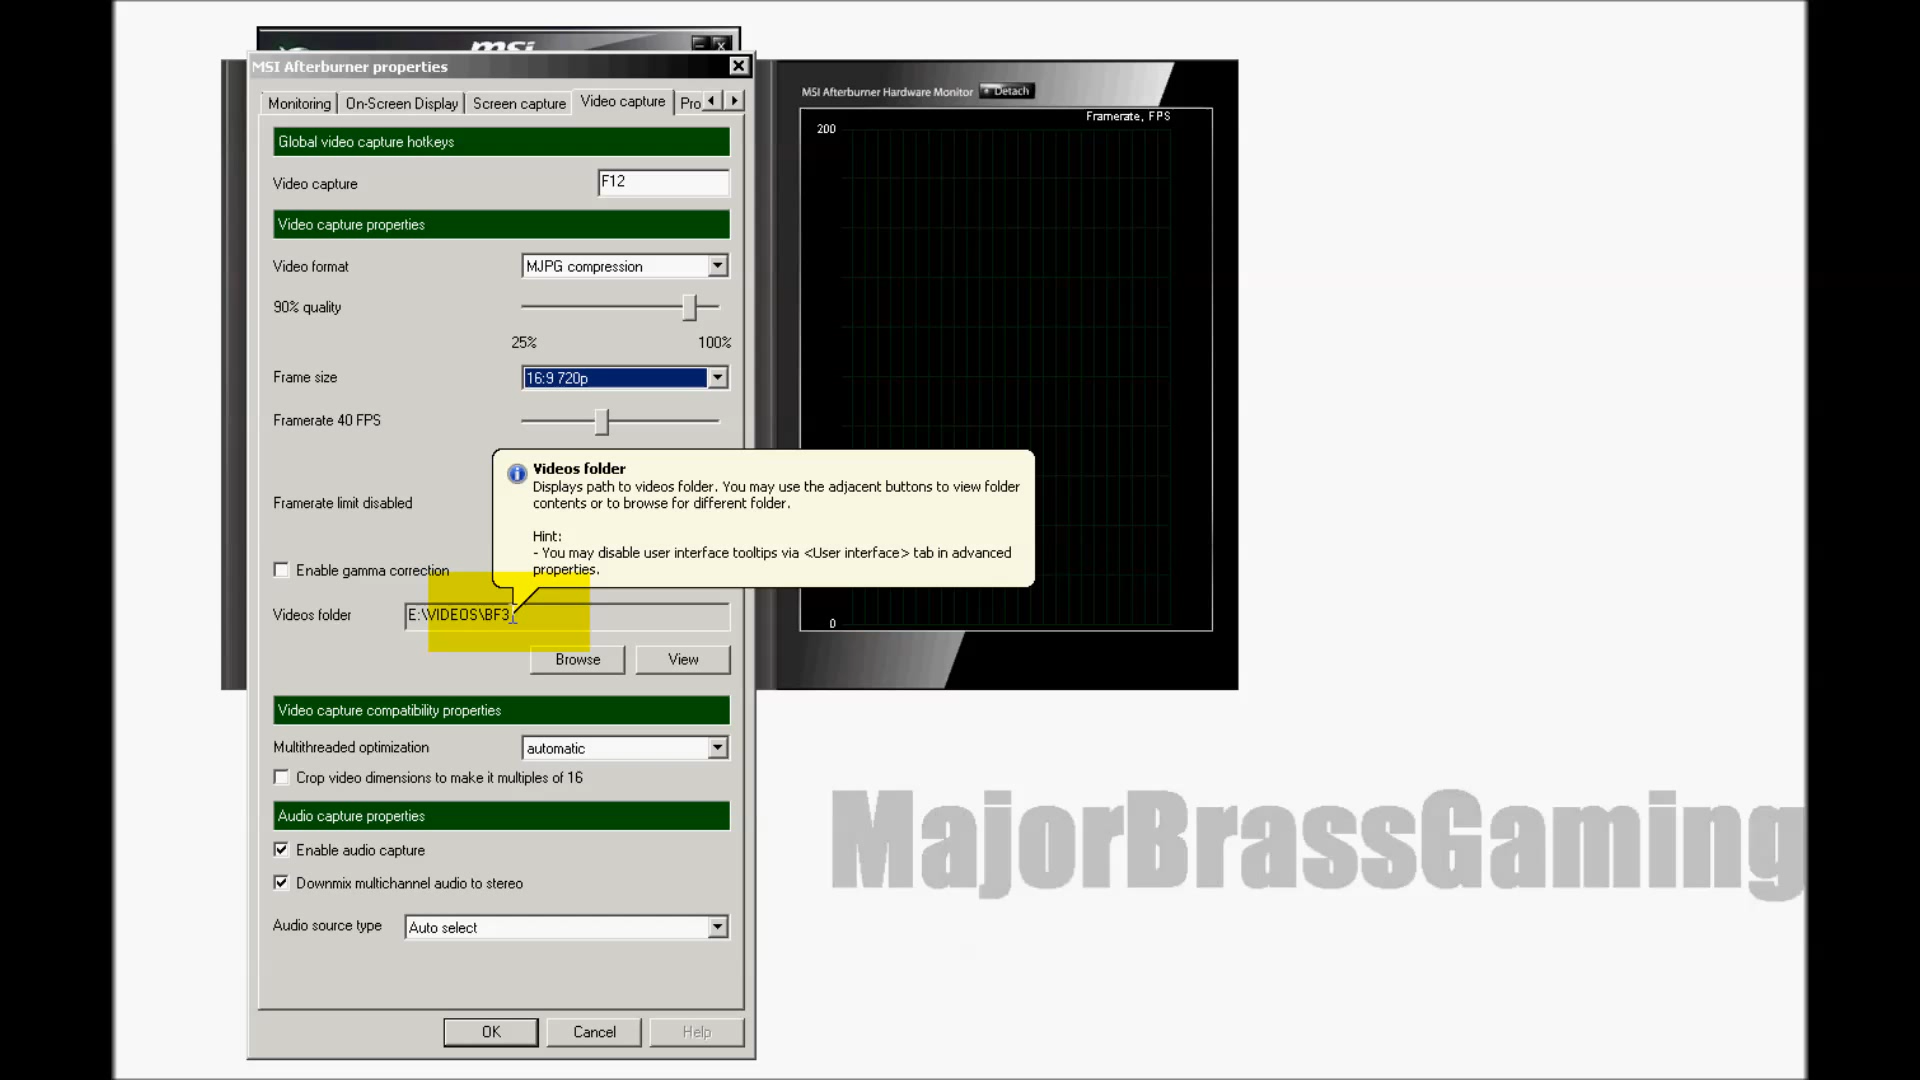 msi
MSI Afterburner properties
Monitoring On-Screen Display Screen capture Video capture Pro
Global video capture hotkeys
Video capture F12
Video capture properties
Video format MJPG compression
90% quality
25% 100%
Frame size 16:9 720p
Framerate 40 FPS
Framerate limit disabled
Enable gamma correction
Videos folder E:\VIDEOS\BF3
Browse View
Video capture compatibility properties
Multithreaded optimization automatic
Crop video dimensions to make it multiples of 16
Audio capture properties
Enable audio capture
Downmix multichannel audio to stereo
Audio source type Auto select
OK Cancel Help
Videos folder
Displays path to videos folder. You may use the adjacent buttons to view folder
contents or to browse for different folder.
Hint:
- You may disable user interface tooltips via <User interface> tab in advanced
properties.
MSI Afterburner Hardware Monitor Detach
Framerate, FPS
200
0
MajorBrassGaming